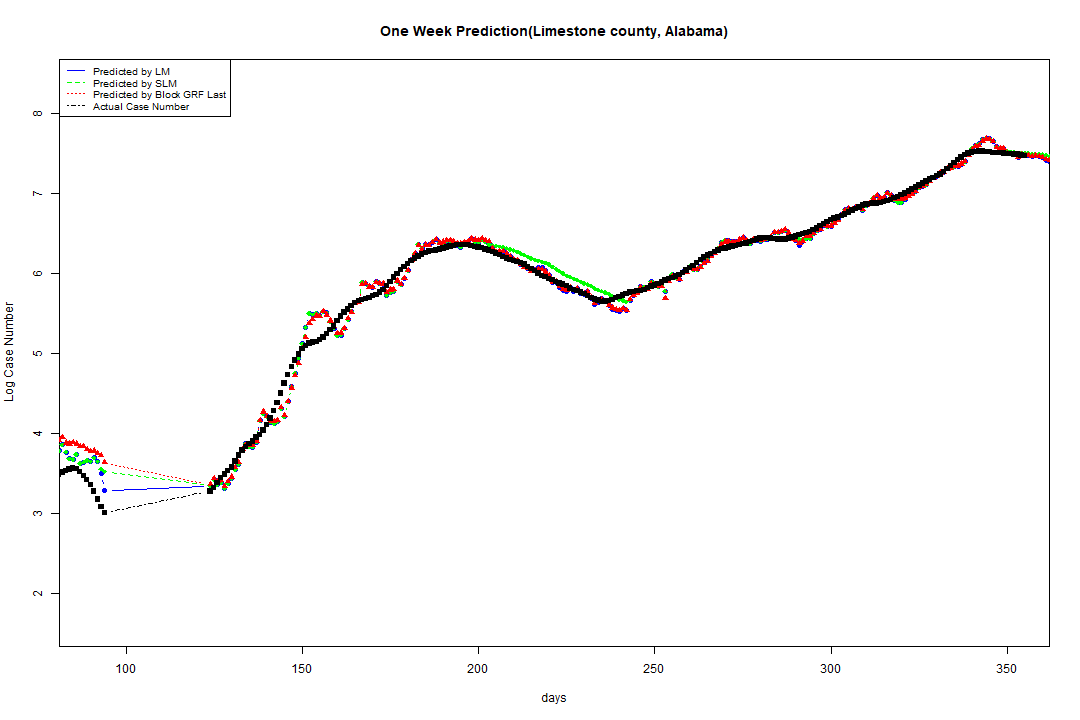 One Week Prediction(Limestone county, Alabama)
Predicted by LM
Predicted by SLM
Predicted by Block GRF Last
Actual Case Number
Log Case Number
8
7
6
5
4
3
2
100 150 200 250 300 350
days